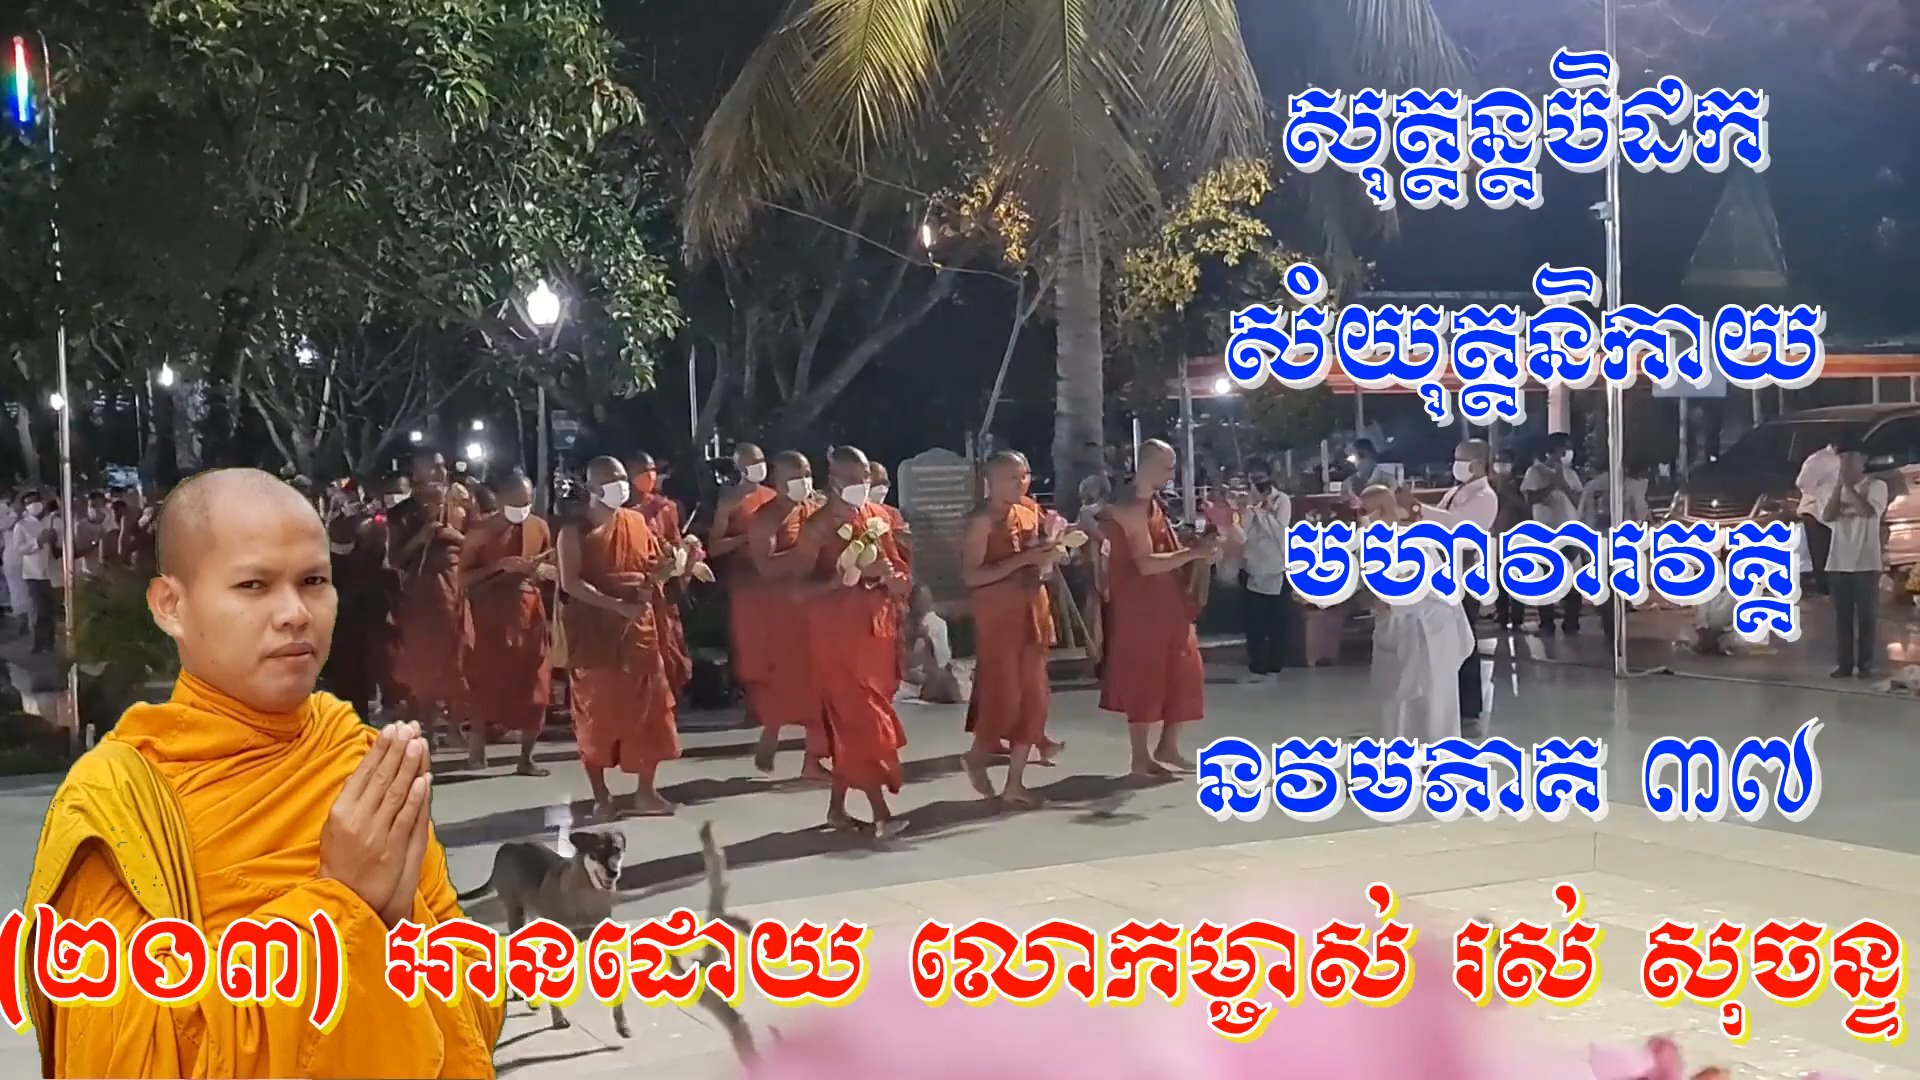 សុត្តន្តបិដក
សំយុត្តនិកាយ
មហាវារវគ្គ
នវមភាគ ៣៧
(២០៣) អានដោយ លោកម្ចាស់ រស់ សុចន្ទ